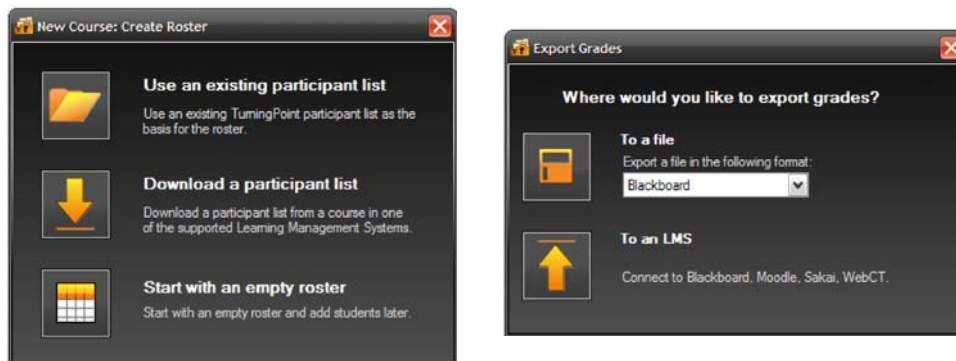 New Course: Create Roster
Use an existing participant list
Use an existing TurningPoint participant list as the
basis for the roster.
Download a participant list
Download a participant list from a course in one
of the supported Learning Management Systems.
Start with an empty roster
Start with an empty roster and add students later.
Export Grades
Where would you like to export grades?
To a file
Export a file in the following format:
Blackboard
To an LMS
Connect to Blackboard, Moodle, Sakai, WebCT.